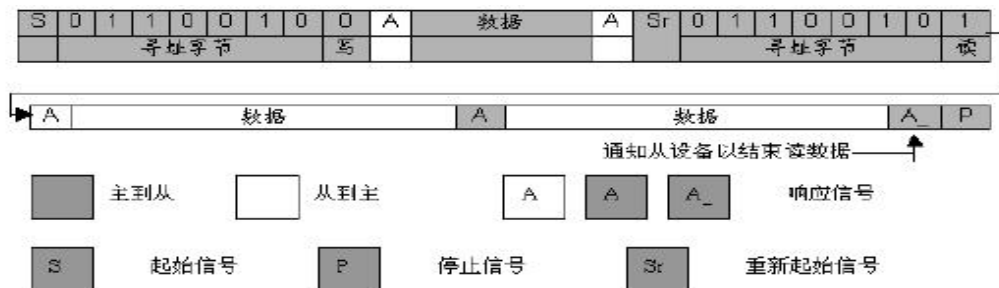 S 0 1 1 0 0 1 0 0 A 数据 A Sr 0 1 1 0 0 1 0 1
寻址字节 写 寻址字节 读
A 数据 A 数据 A_ P
通知从设备以结束读数据
主到从 从到主 A A A_ 响应信号
S 起始信号 P 停止信号 Sr 重新起始信号